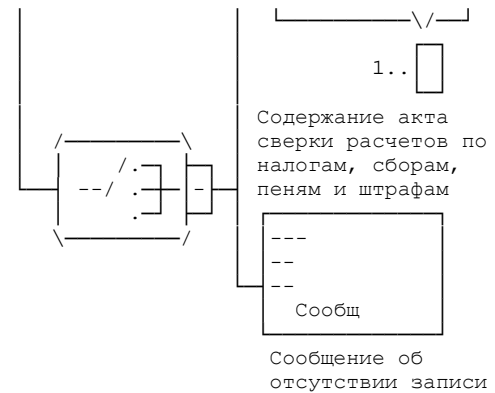 1..
Содержание акта
сверки расчетов по
налогам, сборам,
пеням и штрафам
Сообщ
Сообщение об
отсутствии записи